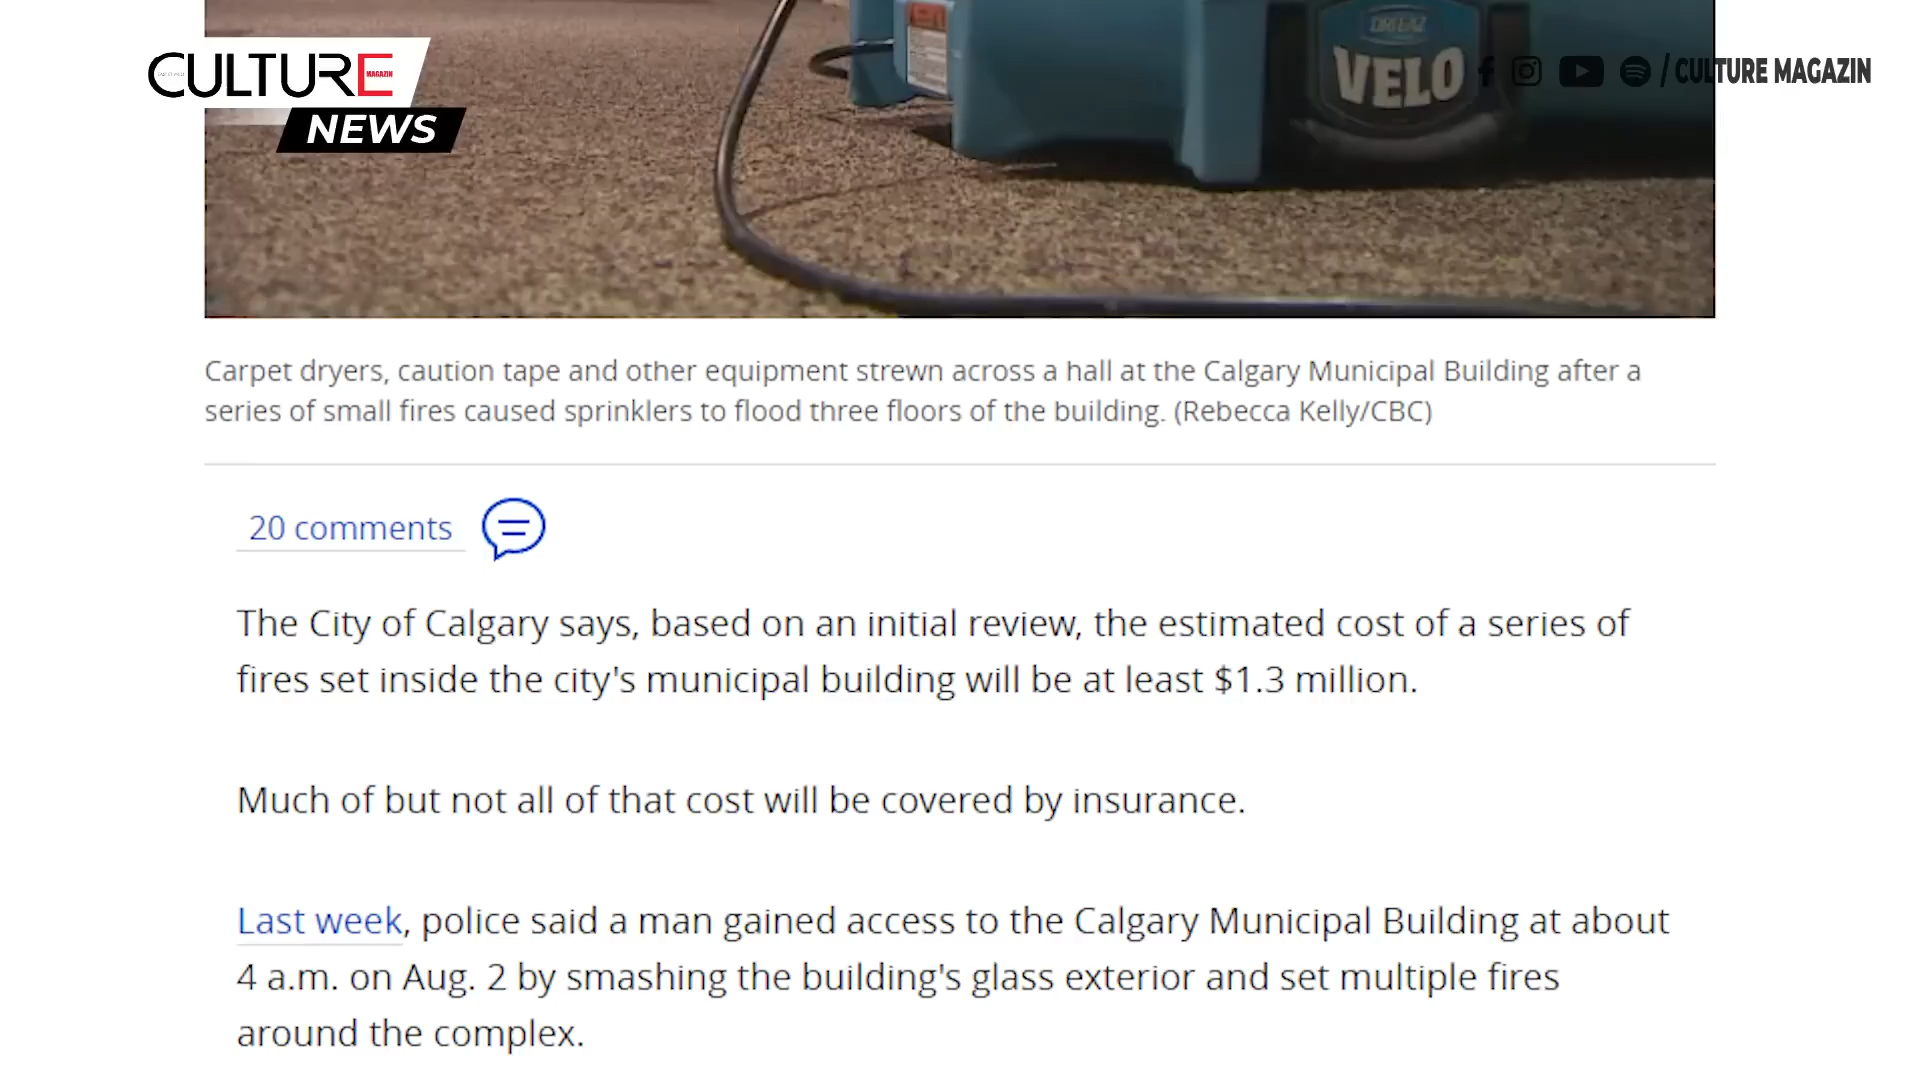 CULTURE
MAGAZIN
NEWS
DRI-EAZ
VELO
/ CULTURE MAGAZIN
Carpet dryers, caution tape and other equipment strewn across a hall at the Calgary Municipal Building after a
series of small fires caused sprinklers to flood three floors of the building. (Rebecca Kelly/CBC)
20 comments
The City of Calgary says, based on an initial review, the estimated cost of a series of
fires set inside the city's municipal building will be at least $1.3 million.
Much of but not all of that cost will be covered by insurance.
Last week, police said a man gained access to the Calgary Municipal Building at about
4 a.m. on Aug. 2 by smashing the building's glass exterior and set multiple fires
around the complex.